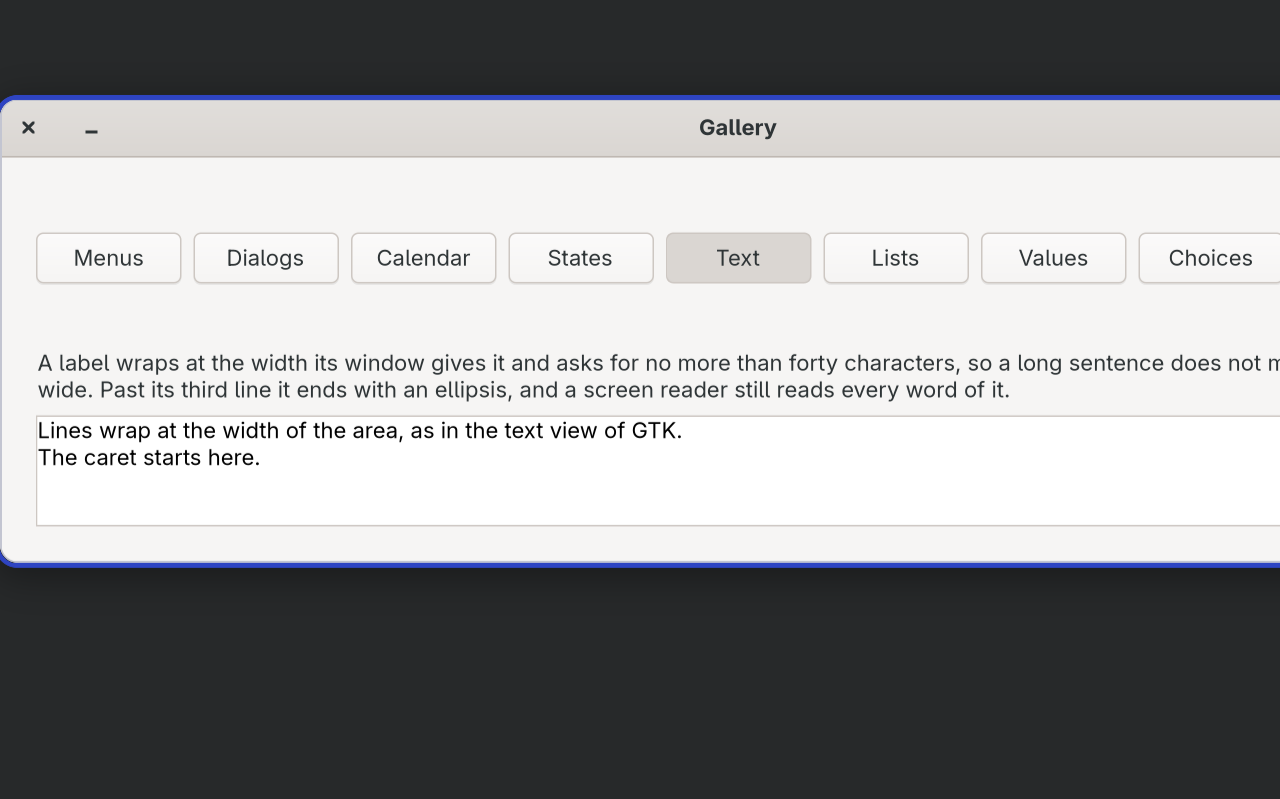 Gallery
Menus
Dialogs
Calendar
States
Text
Lists
Values
Choices
A label wraps at the width its window gives it and asks for no more than forty characters, so a long sentence does not
wide. Past its third line it ends with an ellipsis, and a screen reader still reads every word of it.
Lines wrap at the width of the area, as in the text view of GTK.
The caret starts here.